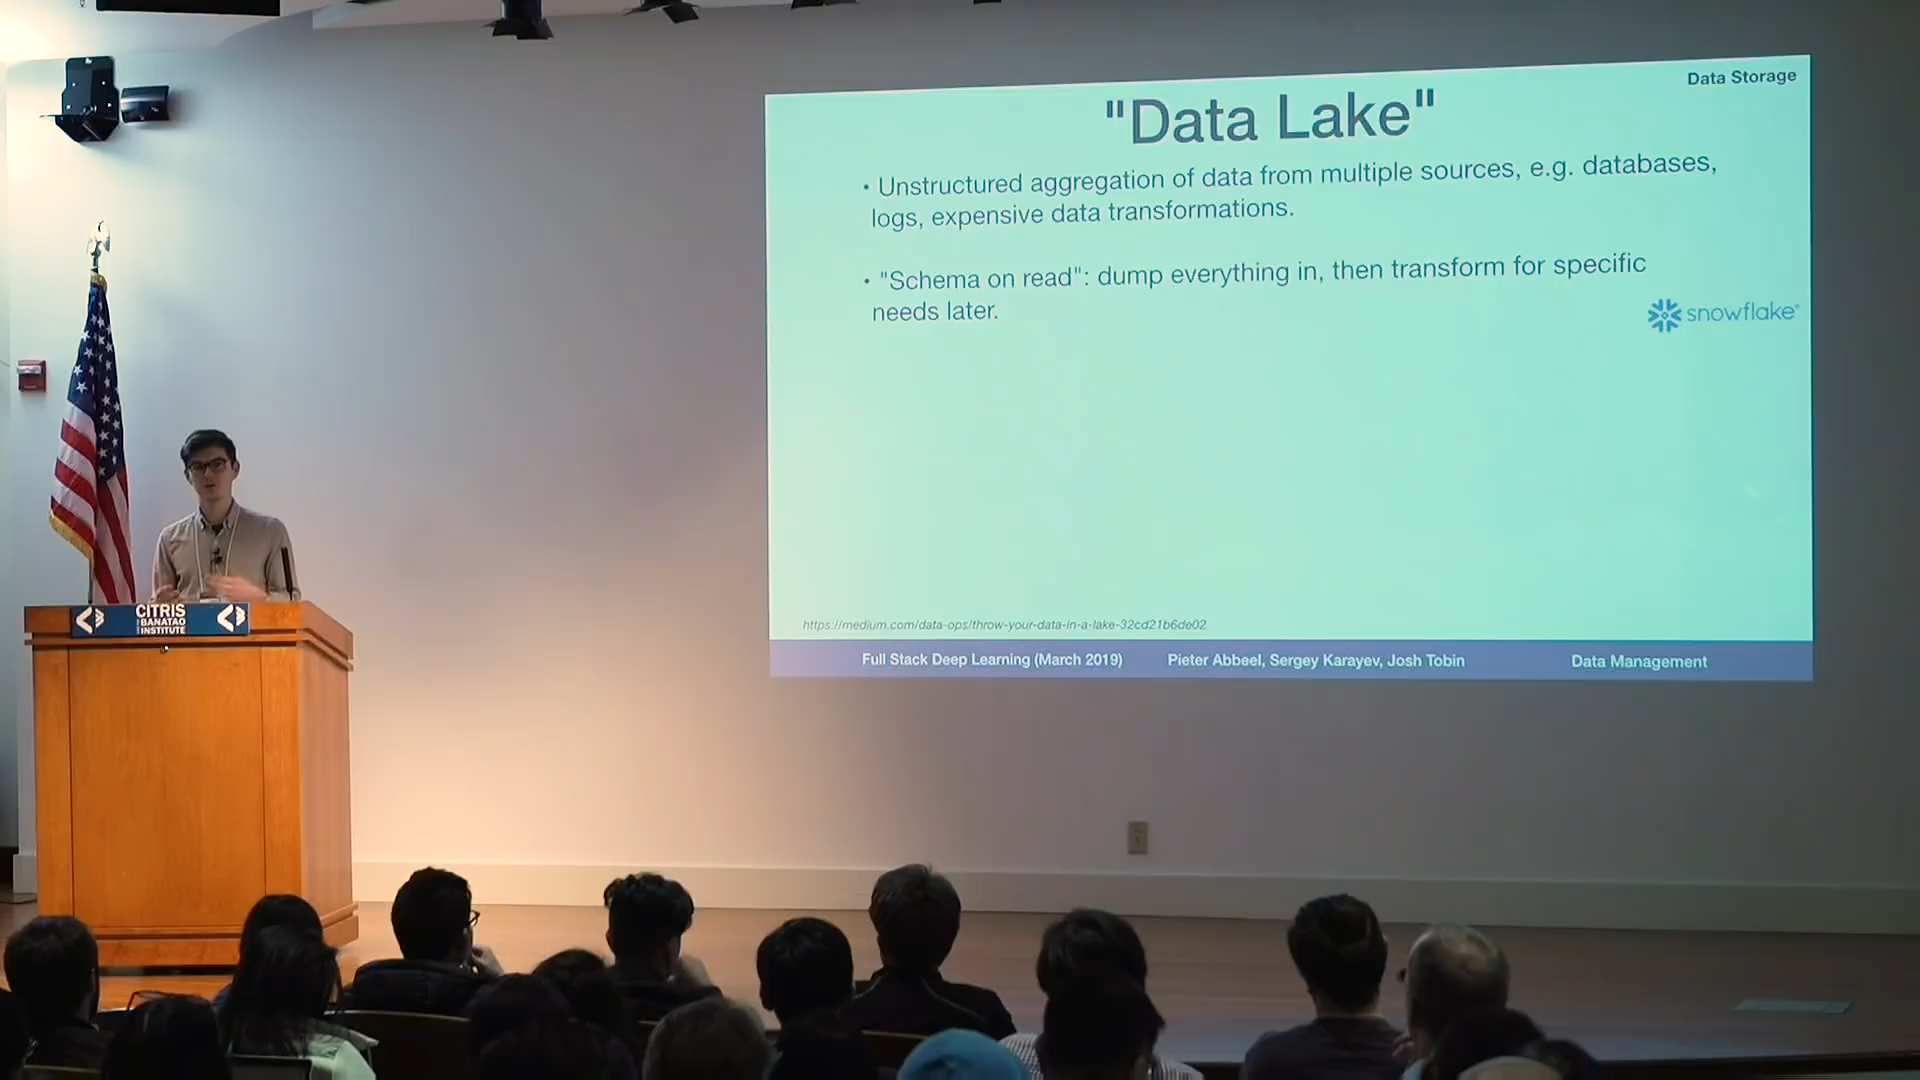 Data Storage
"Data Lake"
• Unstructured aggregation of data from multiple sources, e.g. databases,
logs, expensive data transformations.
• "Schema on read": dump everything in, then transform for specific
needs later.
snowflake
https://medium.com/data-ops/throw-your-data-in-a-lake-32cd21b6de02
Full Stack Deep Learning (March 2019) Pieter Abbeel, Sergey Karayev, Josh Tobin Data Management
CITRIS
BANATAO
INSTITUTE